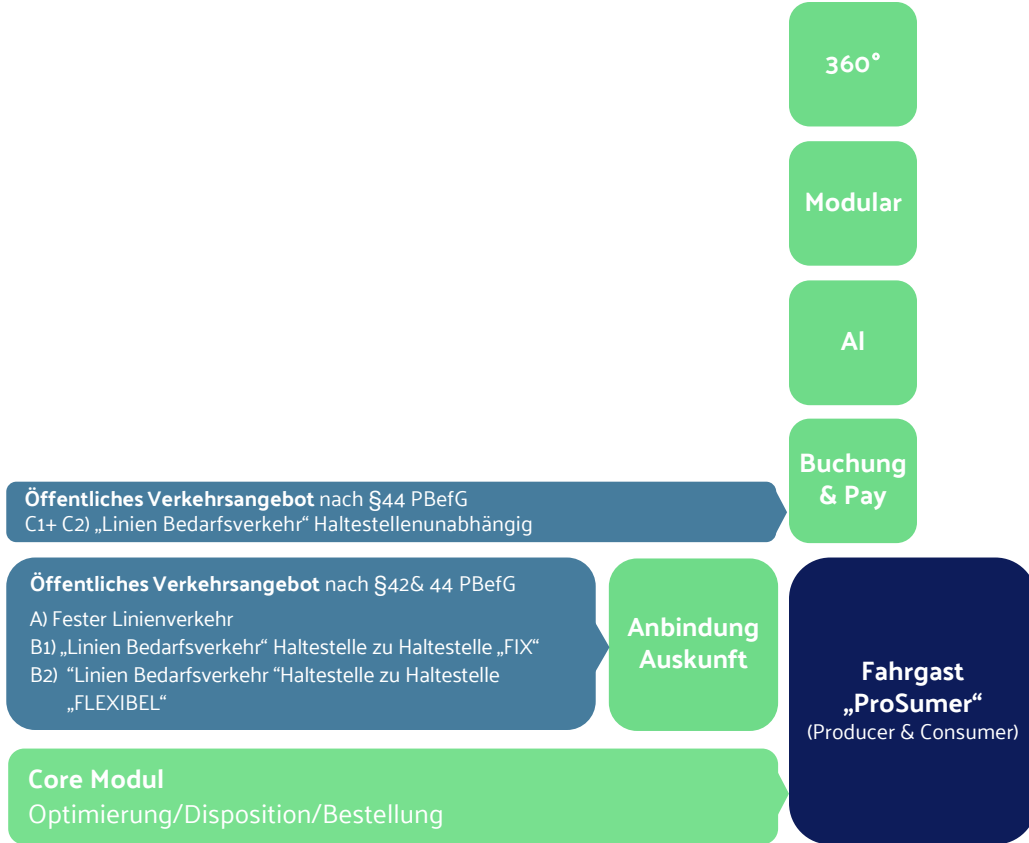 360°
Modular
AI
Buchung
& Pay
Öffentliches Verkehrsangebot nach §44 PBefG
C1+ C2) „Linien Bedarfsverkehr“ Haltestellenunabhängig
Öffentliches Verkehrsangebot nach §42& 44 PBefG
A) Fester Linienverkehr
B1) „Linien Bedarfsverkehr“ Haltestelle zu Haltestelle „FIX“
B2) “Linien Bedarfsverkehr “Haltestelle zu Haltestelle
„FLEXIBEL“
Anbindung
Auskunft
Fahrgast
„ProSumer“
(Producer & Consumer)
Core Modul
Optimierung/Disposition/Bestellung